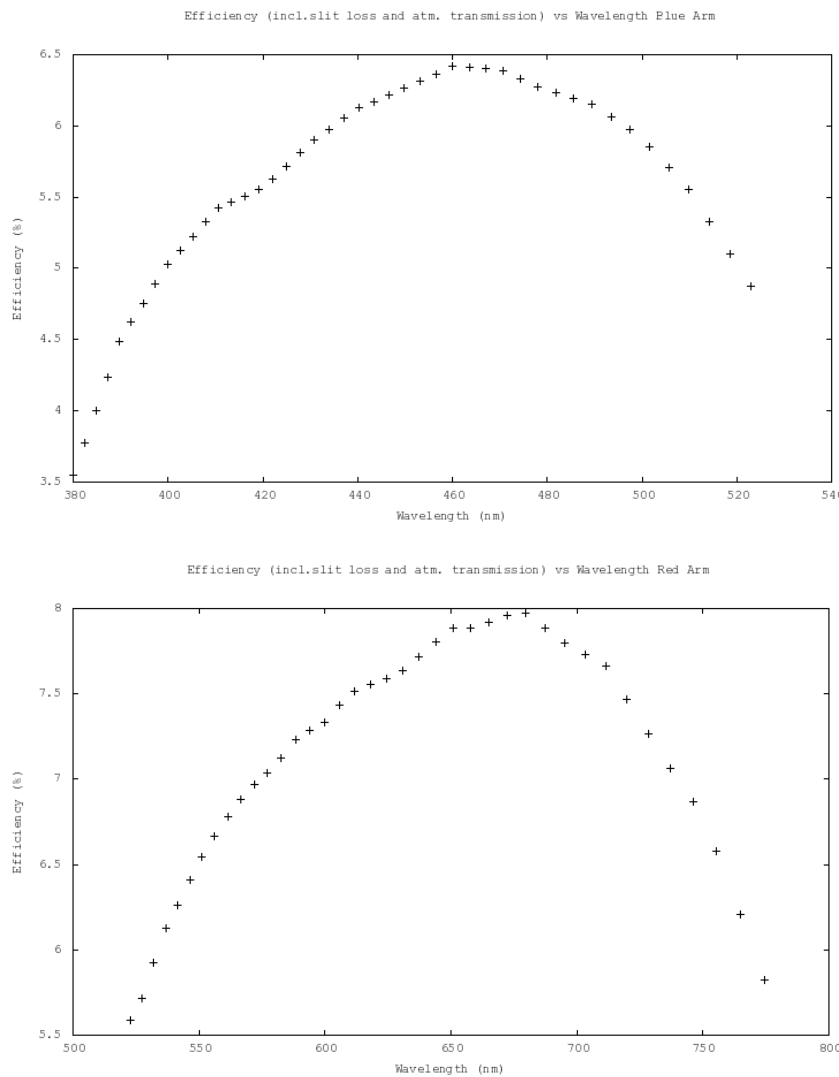 Efficiency (incl.slit loss and atm. transmission) vs Wavelength Blue Arm
6.5
6
5.5
5
4.5
4
3.5
Efficiency (%)
380 400 420 440 460 480 500 520 540
Wavelength (nm)
Efficiency (incl.slit loss and atm. transmission) vs Wavelength Red Arm
8
7.5
7
6.5
6
5.5
Efficiency (%)
500 550 600 650 700 750 800
Wavelength (nm)